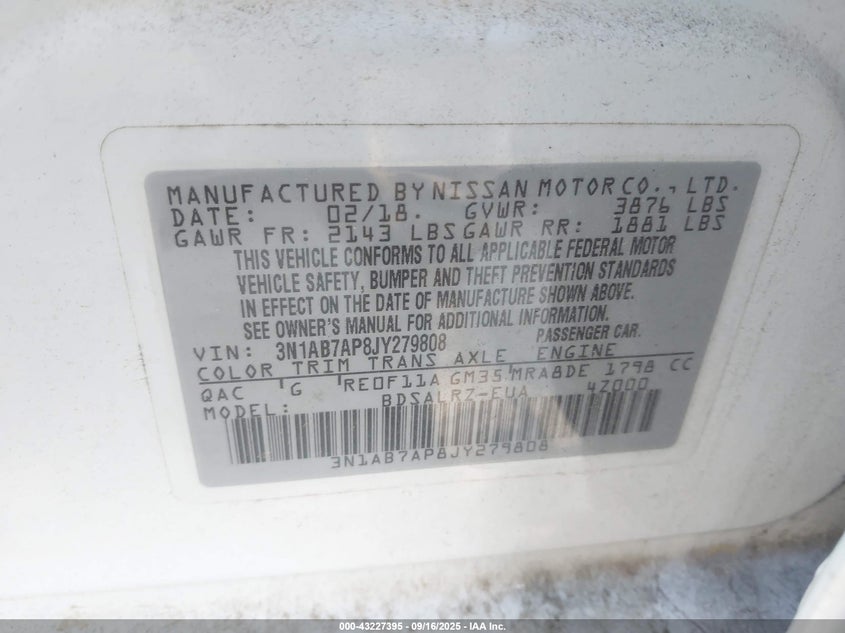 MANUFACTURED BY NISSAN MOTOR CO., LTD.
DATE: 02/18. GVWR: 3876 LBS
GAWR FR: 2143 LBS GAWR RR: 1881 LBS
THIS VEHICLE CONFORMS TO ALL APPLICABLE FEDERAL MOTOR
VEHICLE SAFETY, BUMPER AND THEFT PREVENTION STANDARDS
IN EFFECT ON THE DATE OF MANUFACTURE SHOWN ABOVE.
SEE OWNER'S MANUAL FOR ADDITIONAL INFORMATION.
VIN: 3N1AB7AP8JY279808 PASSENGER CAR.
COLOR TRIM TRANS AXLE ENGINE
QAC G RE0F11A GM35 MRA8DE 1798 CC
MODEL: BDSALRZ-EUA 4Z000
3N1AB7AP8JY279808
000-43227395 - 09/16/2025 - IAA Inc.